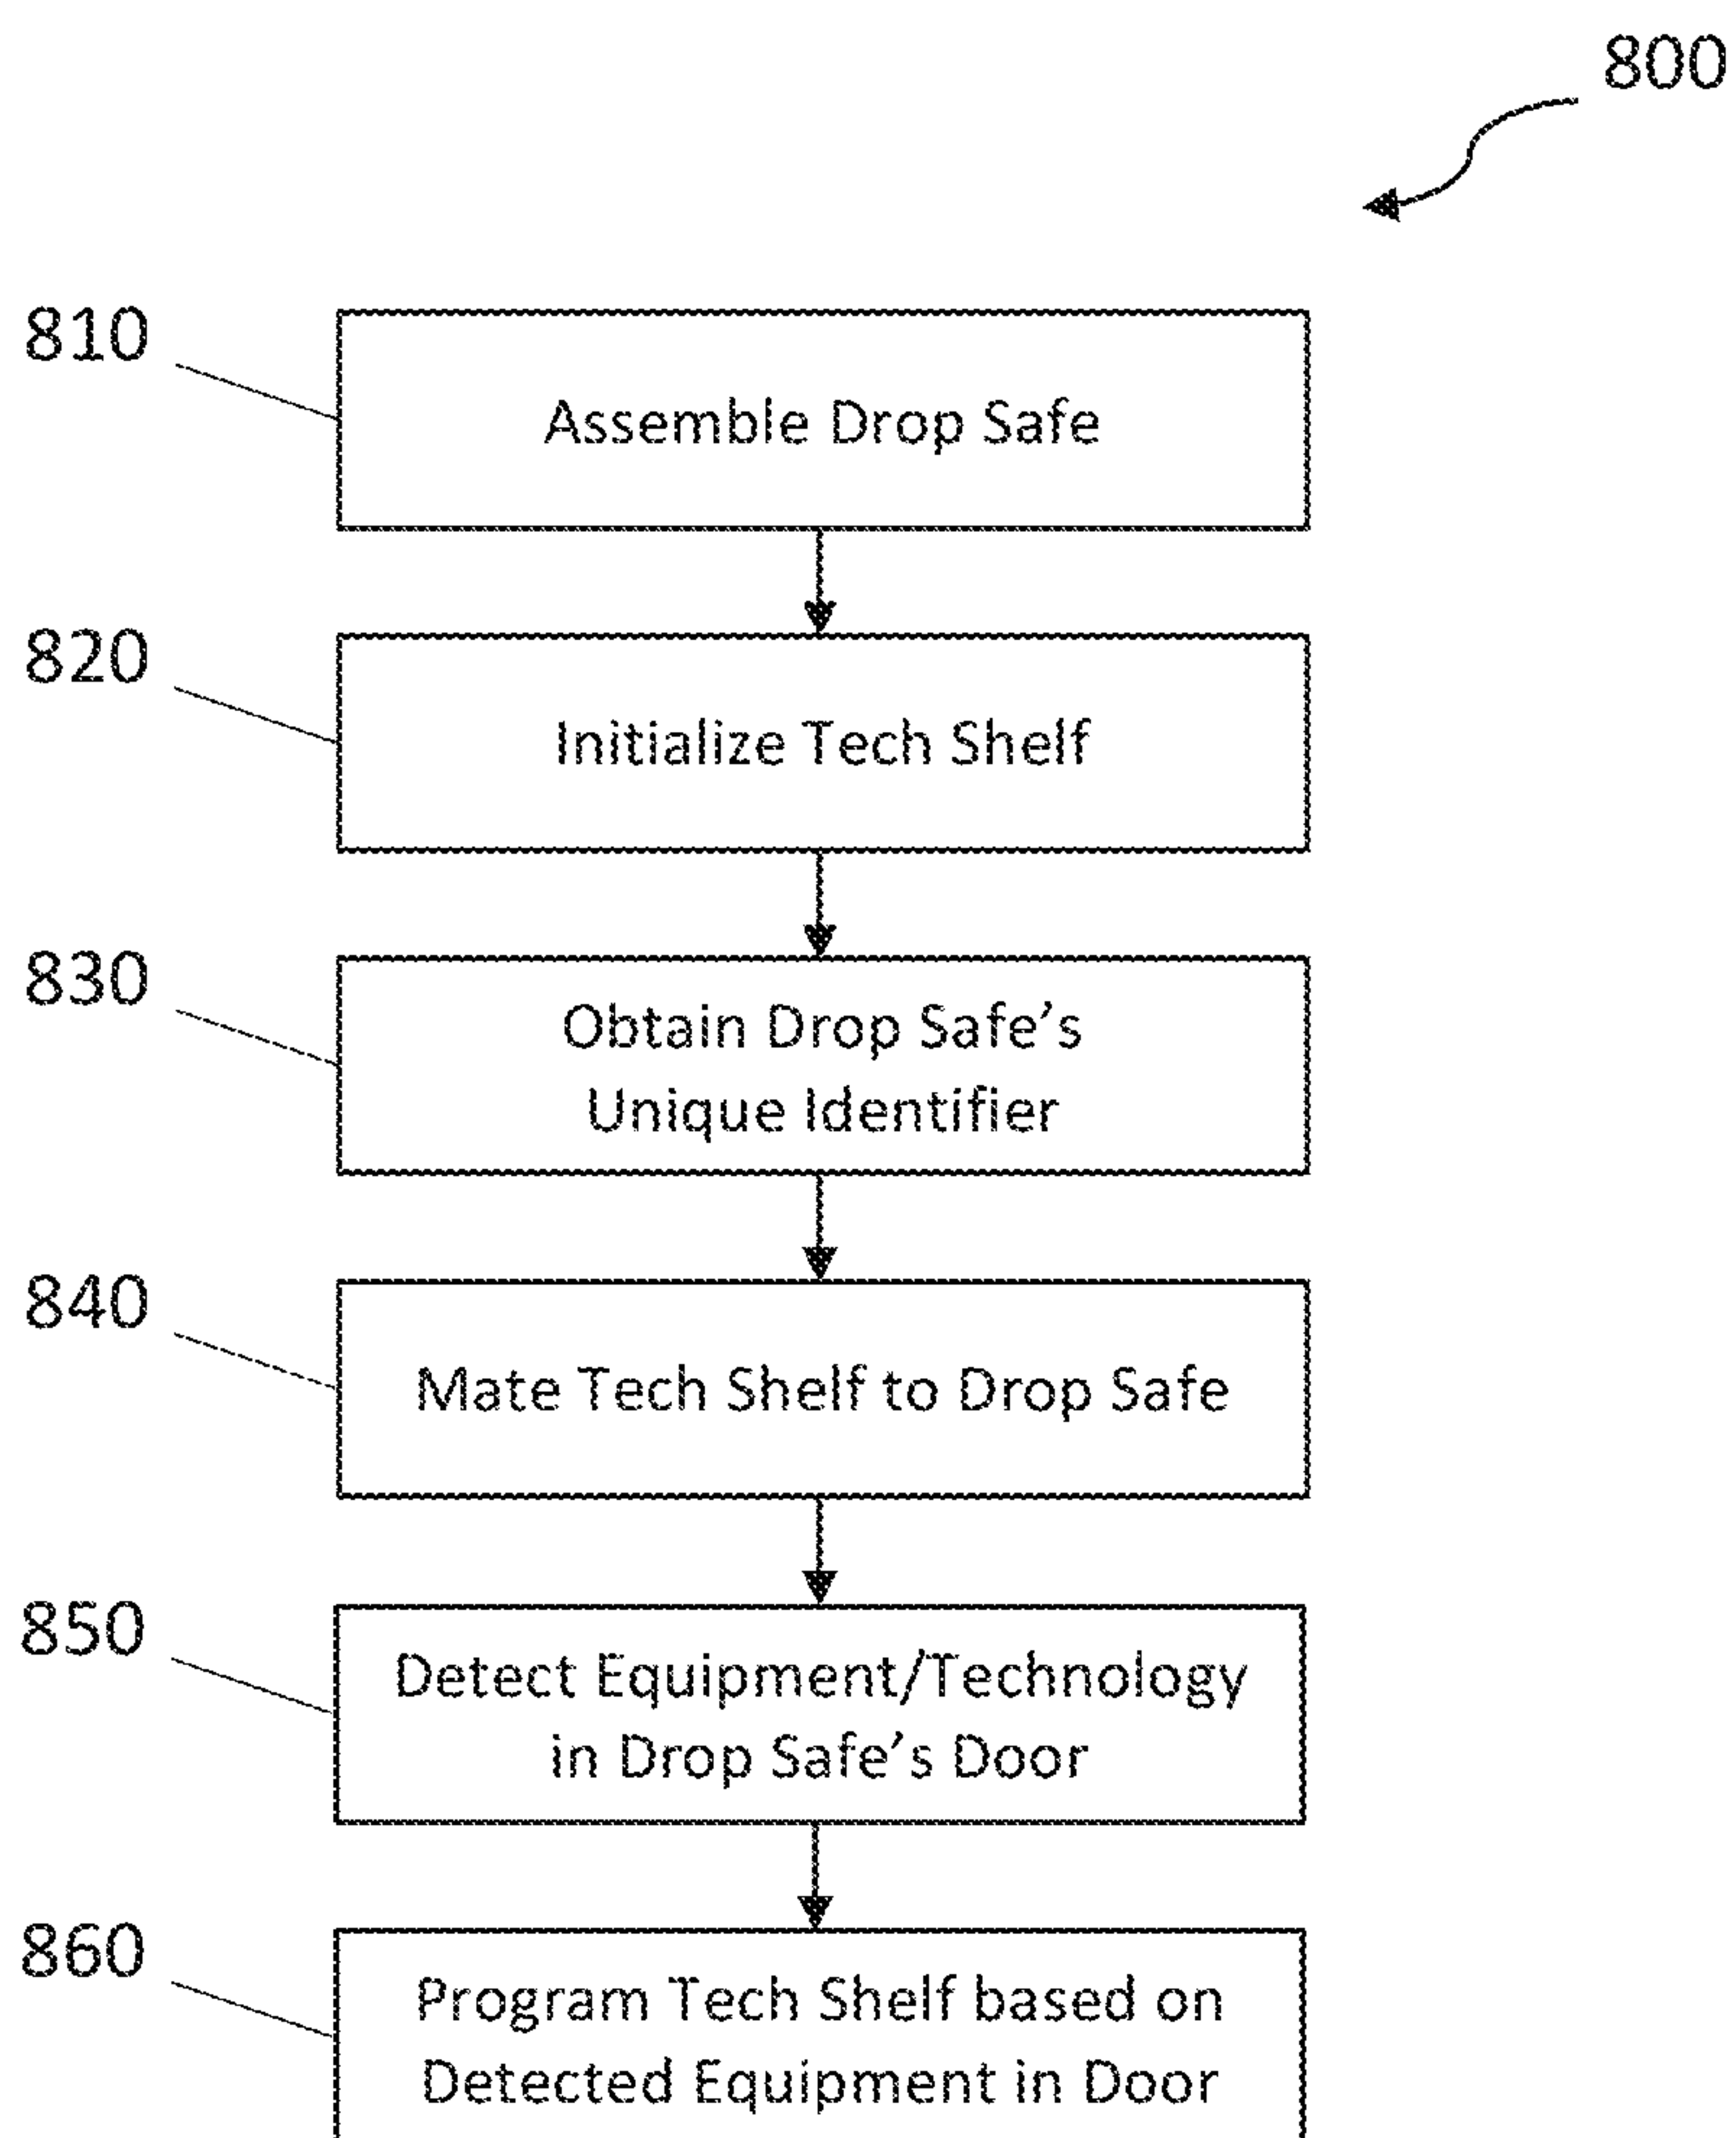 800
810
Assemble Drop Safe
820
Initialize Tech Shelf
830
Obtain Drop Safe’s
Unique Identifier
840
Mate Tech Shelf to Drop Safe
850
Detect Equipment/Technology
in Drop Safe’s Door
860
Program Tech Shelf based on
Detected Equipment in Door